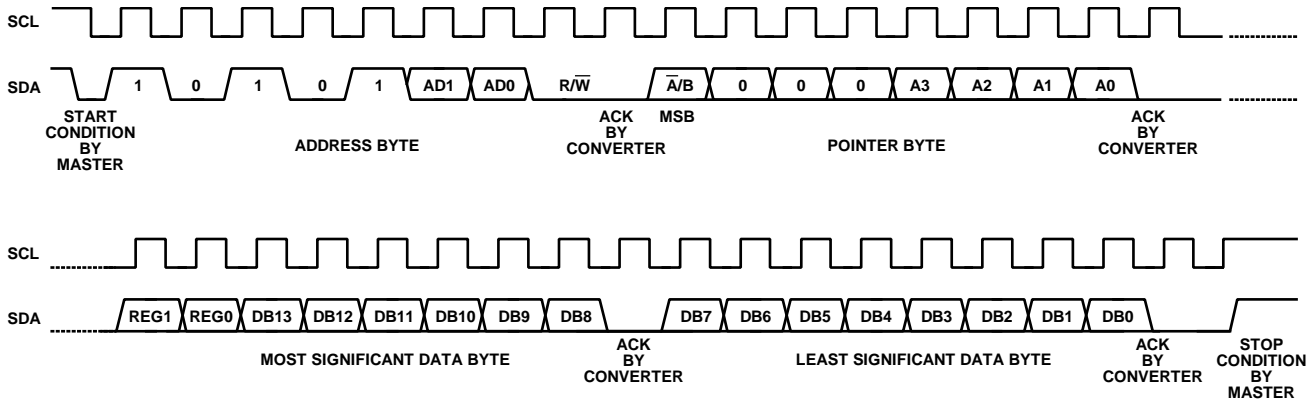 SCL
SDA 1 0 1 0 1 AD1 AD0 R/W̅ A̅/B 0 0 0 A3 A2 A1 A0
START CONDITION BY MASTER
ADDRESS BYTE
ACK BY CONVERTER
MSB
POINTER BYTE
ACK BY CONVERTER
SCL
SDA REG1 REG0 DB13 DB12 DB11 DB10 DB9 DB8 DB7 DB6 DB5 DB4 DB3 DB2 DB1 DB0
MOST SIGNIFICANT DATA BYTE
ACK BY CONVERTER
LEAST SIGNIFICANT DATA BYTE
ACK BY CONVERTER
STOP CONDITION BY MASTER